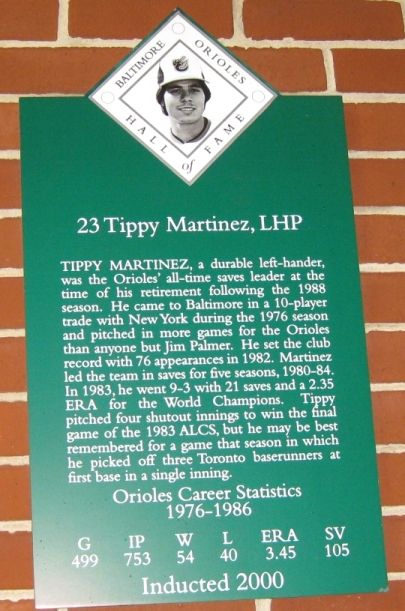 BALTIMORE ORIOLES
HALL of FAME
23 Tippy Martinez, LHP
TIPPY MARTINEZ, a durable left-hander,
was the Orioles' all-time saves leader at the
time of his retirement following the 1988
season. He came to Baltimore in a 10-player
trade with New York during the 1976 season
and pitched in more games for the Orioles
than anyone but Jim Palmer. He set the club
record with 76 appearances in 1982. Martinez
led the team in saves for five seasons, 1980-84.
In 1983, he went 9-3 with 21 saves and a 2.35
ERA for the World Champions. Tippy
pitched four shutout innings to win the final
game of the 1983 ALCS, but he may be best
remembered for a game that season in which
he picked off three Toronto baserunners at
first base in a single inning.
Orioles Career Statistics
1976-1986
G IP W L ERA SV
499 753 54 40 3.45 105
Inducted 2000